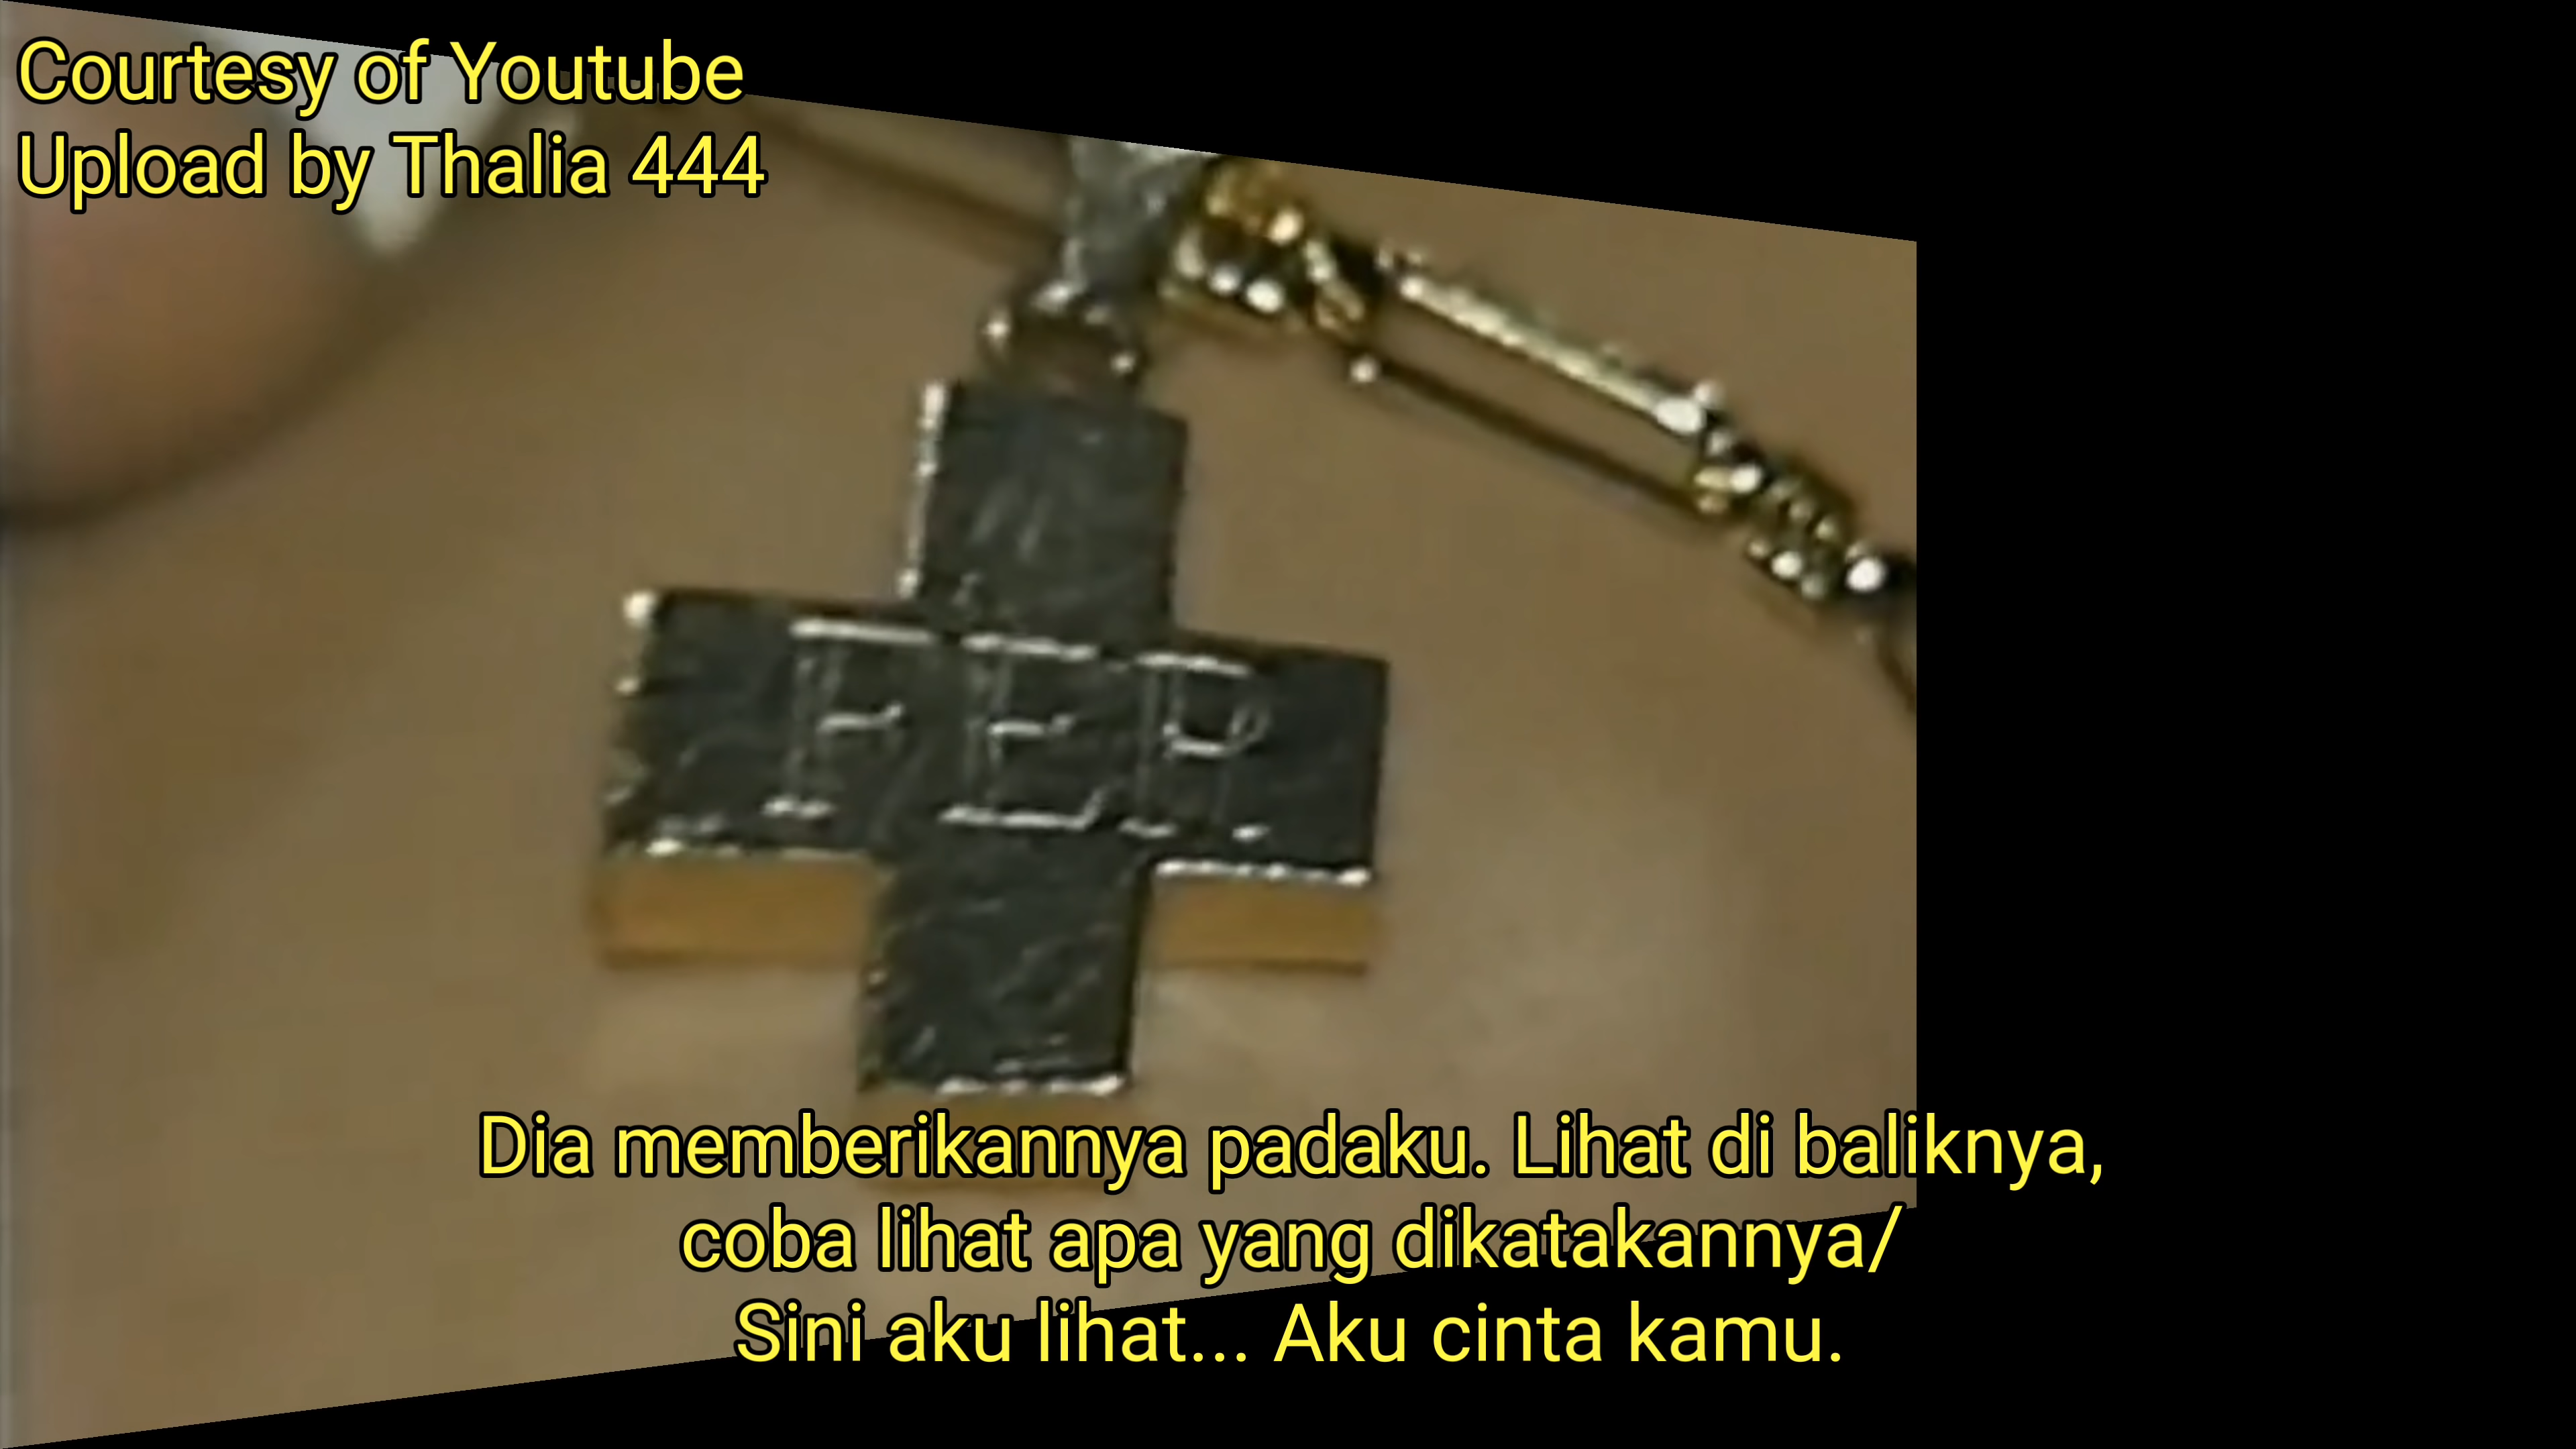 Courtesy of Youtube
Upload by Thalia 444
FER
Dia memberikannya padaku. Lihat di baliknya,
coba lihat apa yang dikatakannya/
Sini aku lihat... Aku cinta kamu.